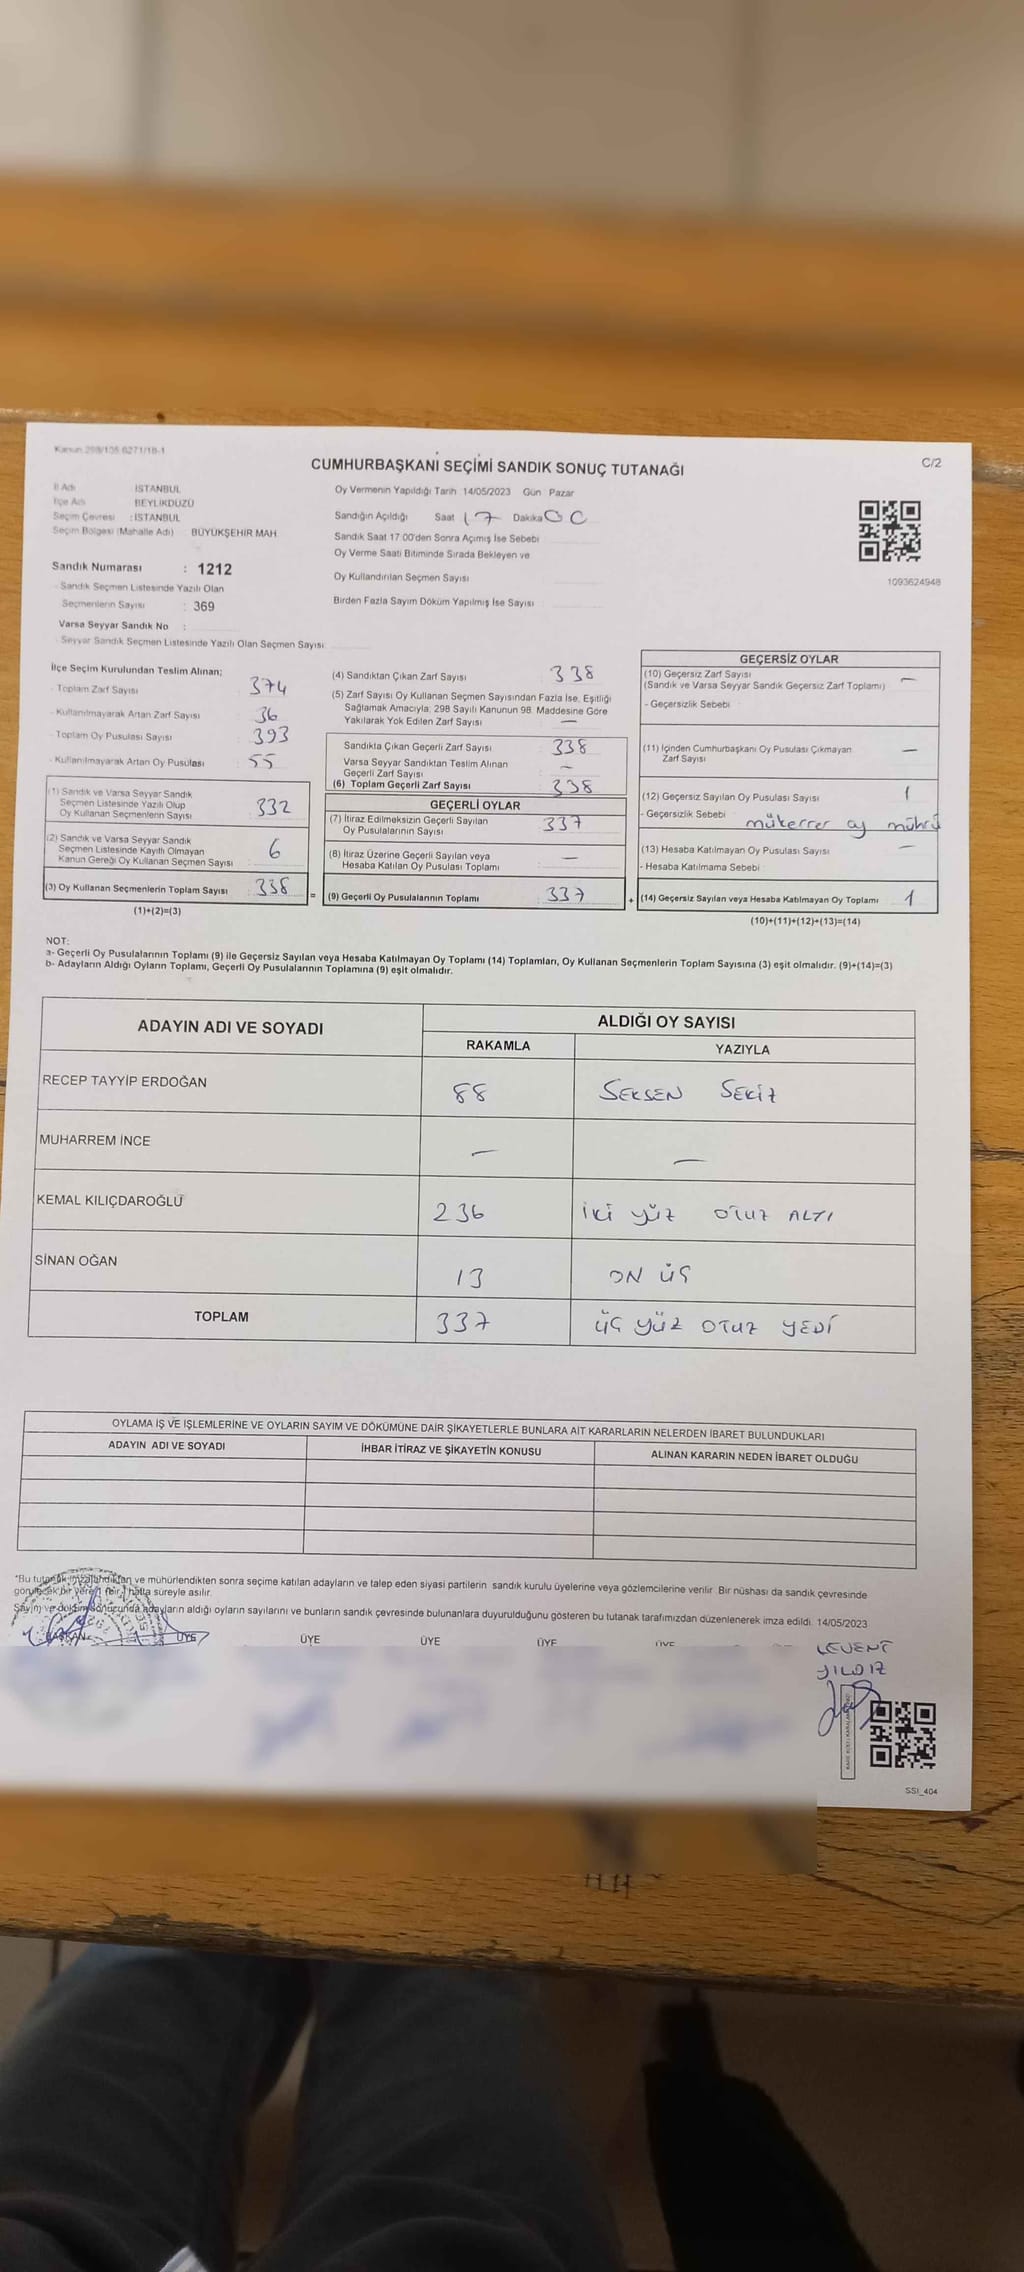 Kanun 298/105 6271/18-1
C/2
CUMHURBAŞKANI SEÇİMİ SANDIK SONUÇ TUTANAĞI
İl Adı İSTANBUL
İlçe Adı BEYLİKDÜZÜ
Seçim Çevresi : İSTANBUL
Seçim Bölgesi (Mahalle Adı) BÜYÜKŞEHİR MAH.
Sandık Numarası : 1212
Sandık Seçmen Listesinde Yazılı Olan
Seçmenlerin Sayısı : 369
Varsa Seyyar Sandık No :
Seyyar Sandık Seçmen Listesinde Yazılı Olan Seçmen Sayısı
Oy Vermenin Yapıldığı Tarih 14/05/2023 Gün Pazar
Sandığın Açıldığı Saat 17 Dakika 00
Sandık Saat 17:00'den Sonra Açımış İse Sebebi
Oy Verme Saati Bitiminde Sırada Bekleyen ve
Oy Kullandırılan Seçmen Sayısı
Birden Fazla Sayım Döküm Yapılmış İse Sayısı
1093624948
İlçe Seçim Kurulundan Teslim Alınan;
- Toplam Zarf Sayısı 374
- Kullanılmayarak Artan Zarf Sayısı 36
- Toplam Oy Pusulası Sayısı 393
- Kullanılmayarak Artan Oy Pusulası 55
(1) Sandık ve Varsa Seyyar Sandık
Seçmen Listesinde Yazılı Olup
Oy Kullanan Seçmenlerin Sayısı 332
(2) Sandık ve Varsa Seyyar Sandık
Seçmen Listesinde Kayıtlı Olmayan
Kanun Gereği Oy Kullanan Seçmen Sayısı 6
(3) Oy Kullanan Seçmenlerin Toplam Sayısı 338 =
(1)+(2)=(3)
(4) Sandıktan Çıkan Zarf Sayısı 338
(5) Zarf Sayısı Oy Kullanan Seçmen Sayısından Fazla İse, Eşitliği
Sağlamak Amacıyla, 298 Sayılı Kanunun 98. Maddesine Göre
Yakılarak Yok Edilen Zarf Sayısı —
Sandıkta Çıkan Geçerli Zarf Sayısı : 338
Varsa Seyyar Sandıktan Teslim Alınan
Geçerli Zarf Sayısı : —
(6) Toplam Geçerli Zarf Sayısı : 338
GEÇERLİ OYLAR
(7) İtiraz Edilmeksizin Geçerli Sayılan
Oy Pusulalarının Sayısı 337
(8) İtiraz Üzerine Geçerli Sayılan veya
Hesaba Katılan Oy Pusulası Toplamı —
(9) Geçerli Oy Pusulalarının Toplamı : 337 +
GEÇERSİZ OYLAR
(10) Geçersiz Zarf Sayısı
(Sandık ve Varsa Seyyar Sandık Geçersiz Zarf Toplamı) —
- Geçersizlik Sebebi
(11) İçinden Cumhurbaşkanı Oy Pusulası Çıkmayan
Zarf Sayısı —
(12) Geçersiz Sayılan Oy Pusulası Sayısı 1
- Geçersizlik Sebebi mükerrer oy mührü
(13) Hesaba Katılmayan Oy Pusulası Sayısı —
- Hesaba Katılmama Sebebi
(14) Geçersiz Sayılan veya Hesaba Katılmayan Oy Toplamı 1
(10)+(11)+(12)+(13)=(14)
NOT:
a- Geçerli Oy Pusulalarının Toplamı (9) ile Geçersiz Sayılan veya Hesaba Katılmayan Oy Toplamı (14) Toplamları, Oy Kullanan Seçmenlerin Toplam Sayısına (3) eşit olmalıdır. (9)+(14)=(3)
b- Adayların Aldığı Oyların Toplamı, Geçerli Oy Pusulalarının Toplamına (9) eşit olmalıdır.
ADAYIN ADI VE SOYADI ALDIĞI OY SAYISI
RAKAMLA YAZIYLA
RECEP TAYYİP ERDOĞAN 88 SEKSEN SEKİZ
MUHARREM İNCE — —
KEMAL KILIÇDAROĞLU 236 İKİ YÜZ OTUZ ALTI
SİNAN OĞAN 13 ON ÜÇ
TOPLAM 337 ÜÇ YÜZ OTUZ YEDİ
OYLAMA İŞ VE İŞLEMLERİNE VE OYLARIN SAYIM VE DÖKÜMÜNE DAİR ŞİKAYETLERLE BUNLARA AİT KARARLARIN NELERDEN İBARET BULUNDUKLARI
ADAYIN ADI VE SOYADI İHBAR İTİRAZ VE ŞİKAYETİN KONUSU ALINAN KARARIN NEDEN İBARET OLDUĞU
*Bu tutanak imzalandıktan ve mühürlendikten sonra seçime katılan adayların ve talep eden siyasi partilerin sandık kurulu üyelerine veya gözlemcilerine verilir. Bir nüshası da sandık çevresinde
görülecek bir yere 1 (bir) hafta süreyle asılır.
Sayım ve döküm sonucunda adayların aldığı oyların sayılarını ve bunların sandık çevresinde bulunanlara duyurulduğunu gösteren bu tutanak tarafımızdan düzenlenerek imza edildi. 14/05/2023
BAŞKAN ÜYE ÜYE ÜYE ÜYE ÜYE
LEVENT
YILDIZ
SSI_404